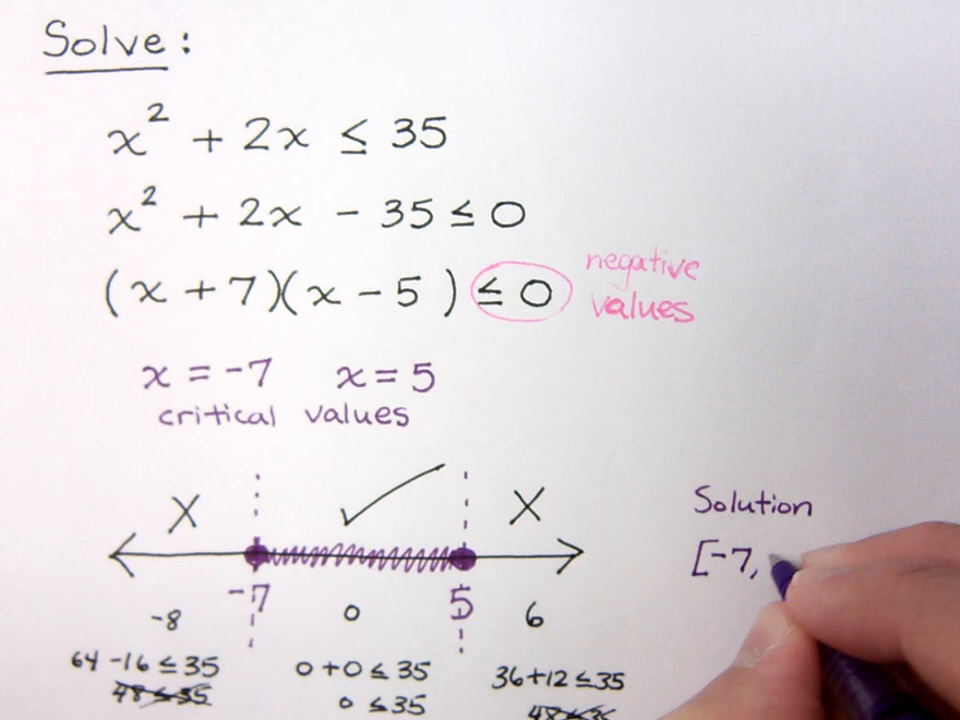 Solve:
x² + 2x ≤ 35
x² + 2x - 35 ≤ 0
(x + 7)(x - 5) ≤ 0
negative
values
x = -7 x = 5
critical values
X ✓ X
Solution
[-7,
-7 5
-8 0 6
64 - 16 ≤ 35 0 + 0 ≤ 35 36 + 12 ≤ 35
48 ≤ 35 0 ≤ 35 48 ≤ 35